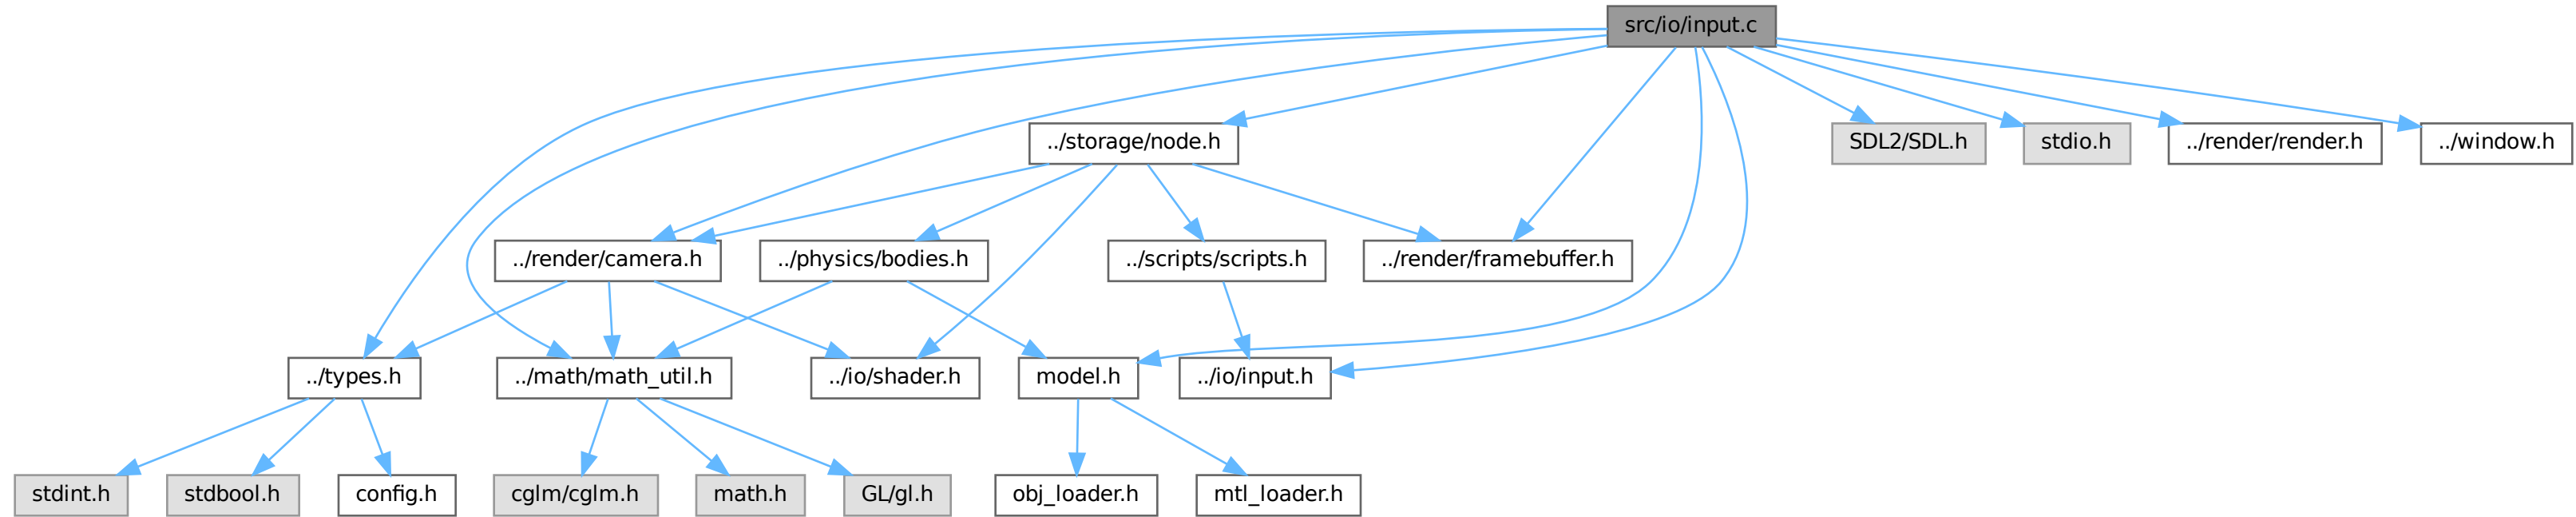 src/io/input.c
../storage/node.h
SDL2/SDL.h
stdio.h
../render/render.h
../window.h
../render/camera.h
../physics/bodies.h
../scripts/scripts.h
../render/framebuffer.h
../types.h
../math/math_util.h
../io/shader.h
model.h
../io/input.h
stdint.h
stdbool.h
config.h
cglm/cglm.h
math.h
GL/gl.h
obj_loader.h
mtl_loader.h